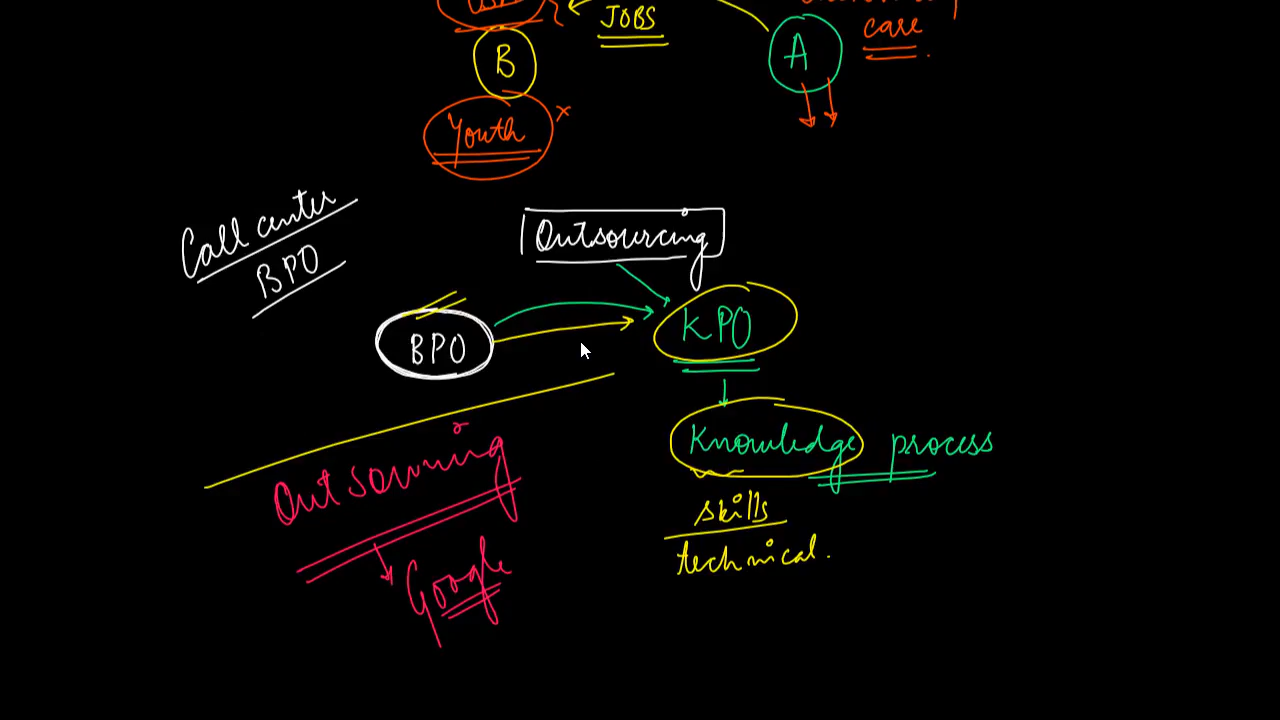 JOBS
care
B
A
Youth
x
Call center
BPO
Outsourcing
BPO
KPO
Knowledge process
skills
technical.
Outsourcing
Google